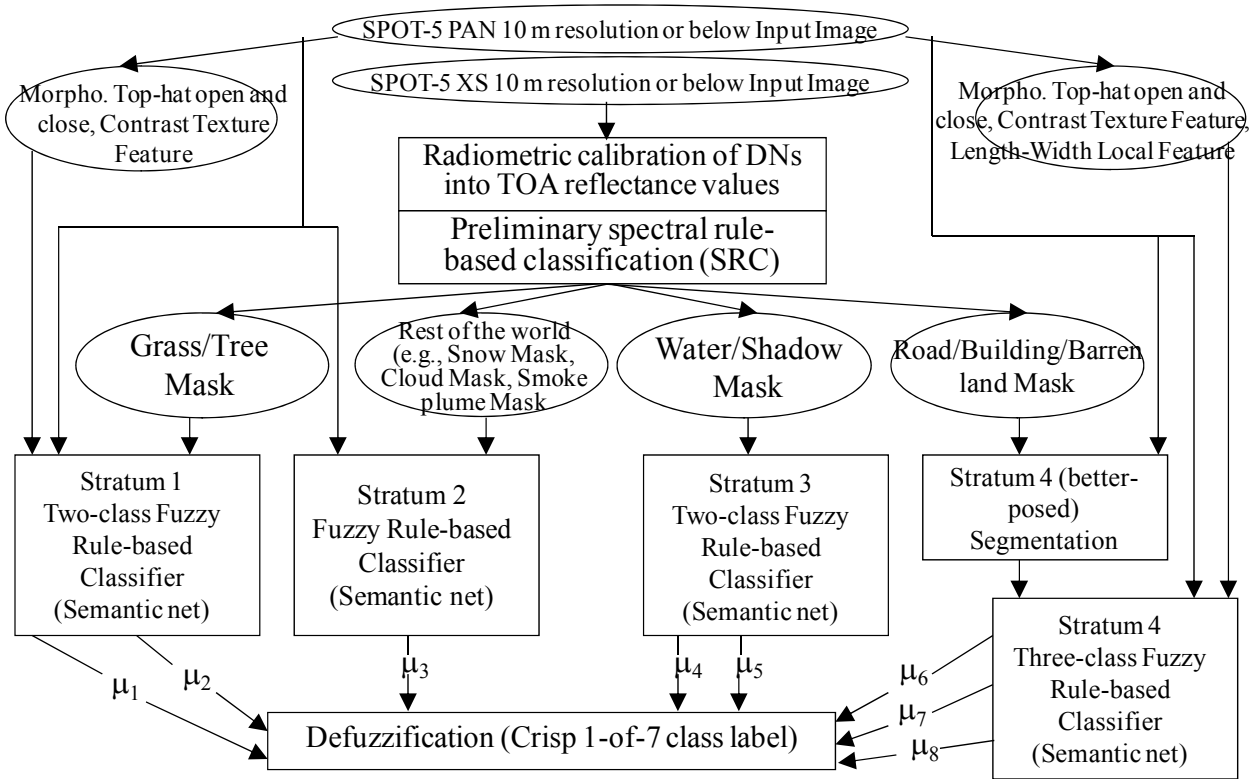 SPOT-5 PAN 10 m resolution or below Input Image
SPOT-5 XS 10 m resolution or below Input Image
Morpho. Top-hat open and
close, Contrast Texture
Feature
Morpho. Top-hat open and
close, Contrast Texture Feature,
Length-Width Local Feature
Radiometric calibration of DNs
into TOA reflectance values
Preliminary spectral rule-
based classification (SRC)
Grass/Tree
Mask
Rest of the world
(e.g., Snow Mask,
Cloud Mask, Smoke
plume Mask
Water/Shadow
Mask
Road/Building/Barren
land Mask
Stratum 1
Two-class Fuzzy
Rule-based
Classifier
(Semantic net)
Stratum 2
Fuzzy Rule-based
Classifier
(Semantic net)
Stratum 3
Two-class Fuzzy
Rule-based
Classifier
(Semantic net)
Stratum 4 (better-
posed)
Segmentation
Stratum 4
Three-class Fuzzy
Rule-based
Classifier
(Semantic net)
μ1
μ2
μ3
μ4
μ5
μ6
μ7
μ8
Defuzzification (Crisp 1-of-7 class label)